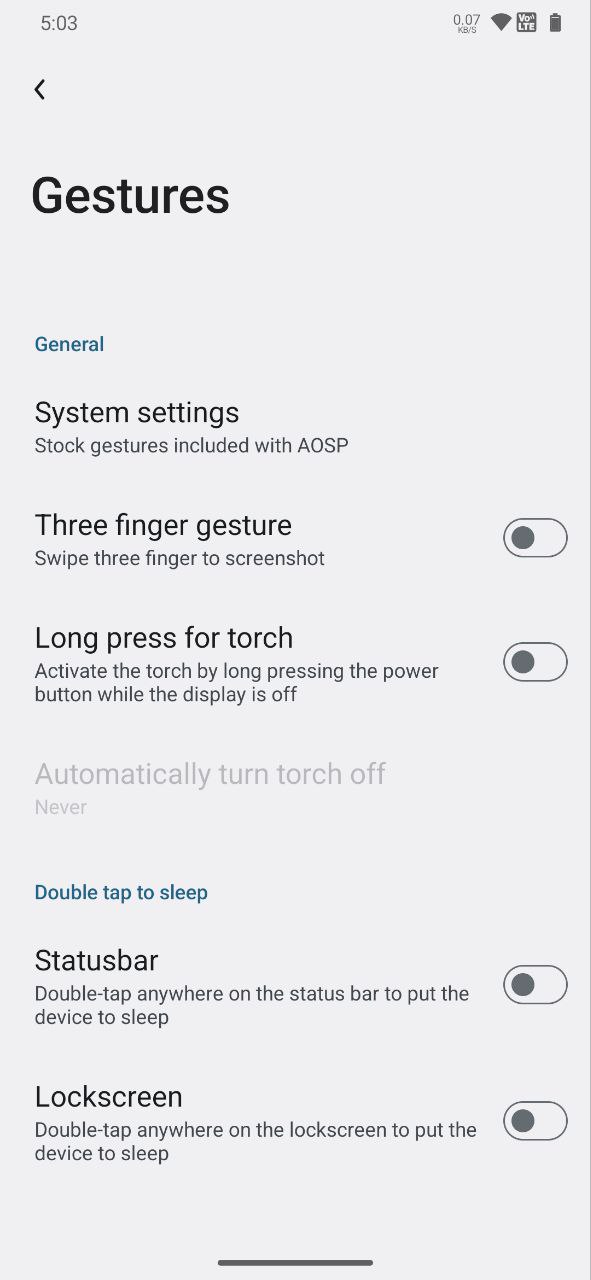 5:03
0.07
KB/S
Vo))
LTE
Gestures
General
System settings
Stock gestures included with AOSP
Three finger gesture
Swipe three finger to screenshot
Long press for torch
Activate the torch by long pressing the power
button while the display is off
Automatically turn torch off
Never
Double tap to sleep
Statusbar
Double-tap anywhere on the status bar to put the
device to sleep
Lockscreen
Double-tap anywhere on the lockscreen to put the
device to sleep